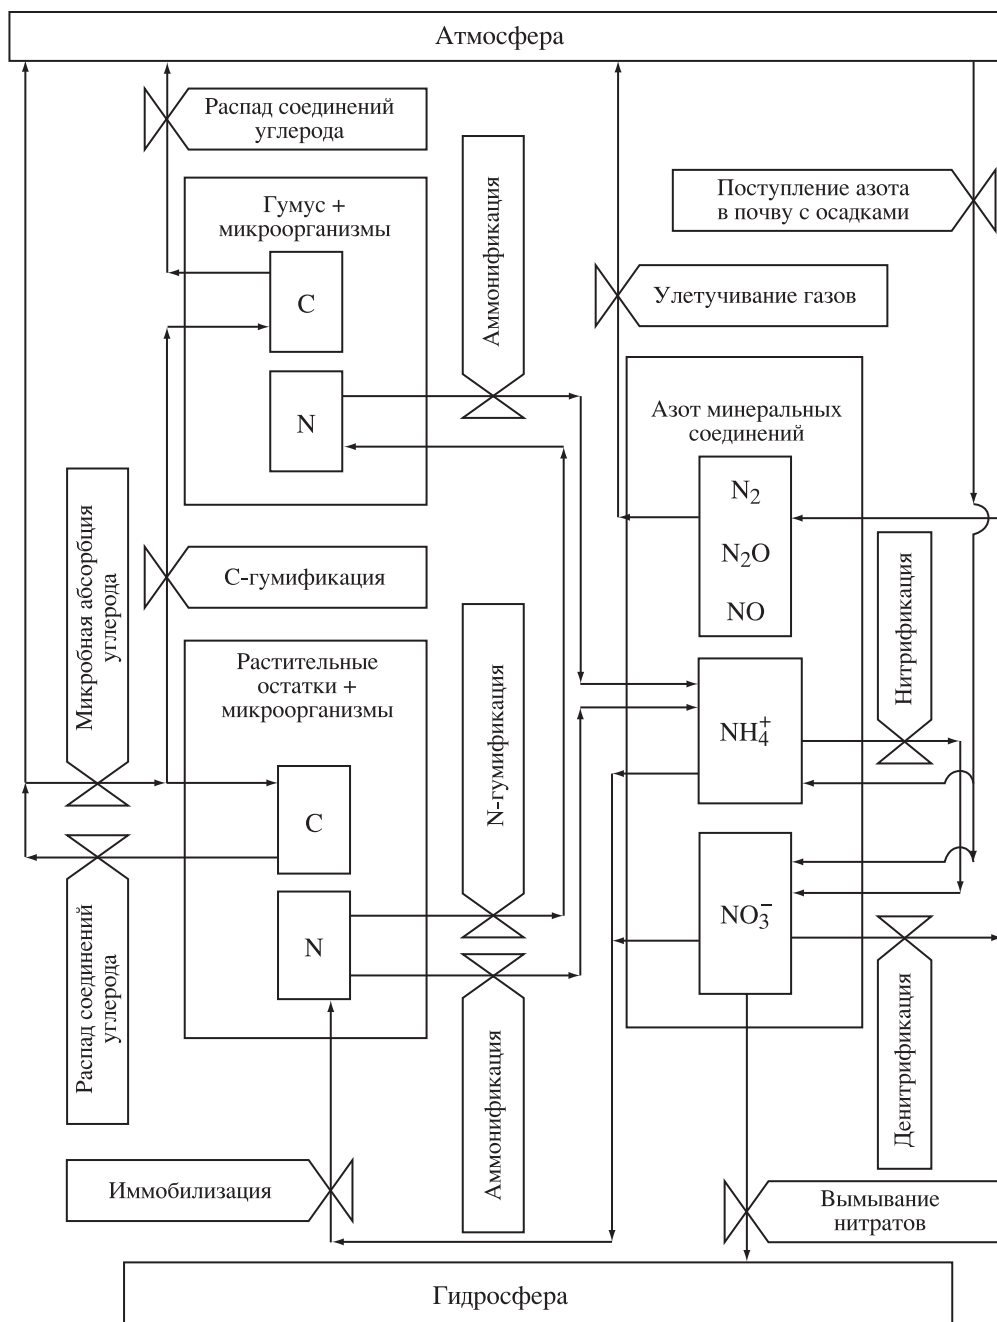 Атмосфера
Распад соединений
углерода
Гумус +
микроорганизмы
C
N
Аммонификация
Поступление азота
в почву с осадками
Улетучивание газов
Азот минеральных
соединений
N₂
N₂O
NO
Микробная абсорбция
углерода
С-гумификация
Нитрификация
Растительные
остатки +
микроорганизмы
C
N
N-гумификация
NH₄⁺
NO₃⁻
Распад соединений
углерода
Аммонификация
Денитрификация
Иммобилизация
Вымывание
нитратов
Гидросфера